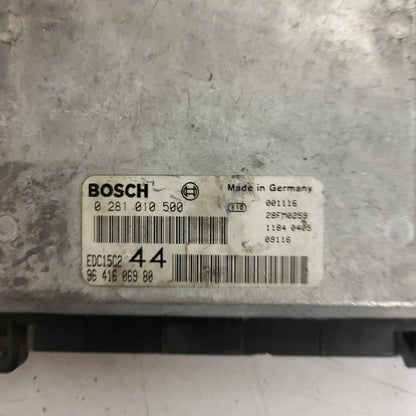 BOSCH Made in Germany
0 281 010 500
S10 001116
28FM0259
1184 0405
09116
EDC15C2 44
96 416 069 80